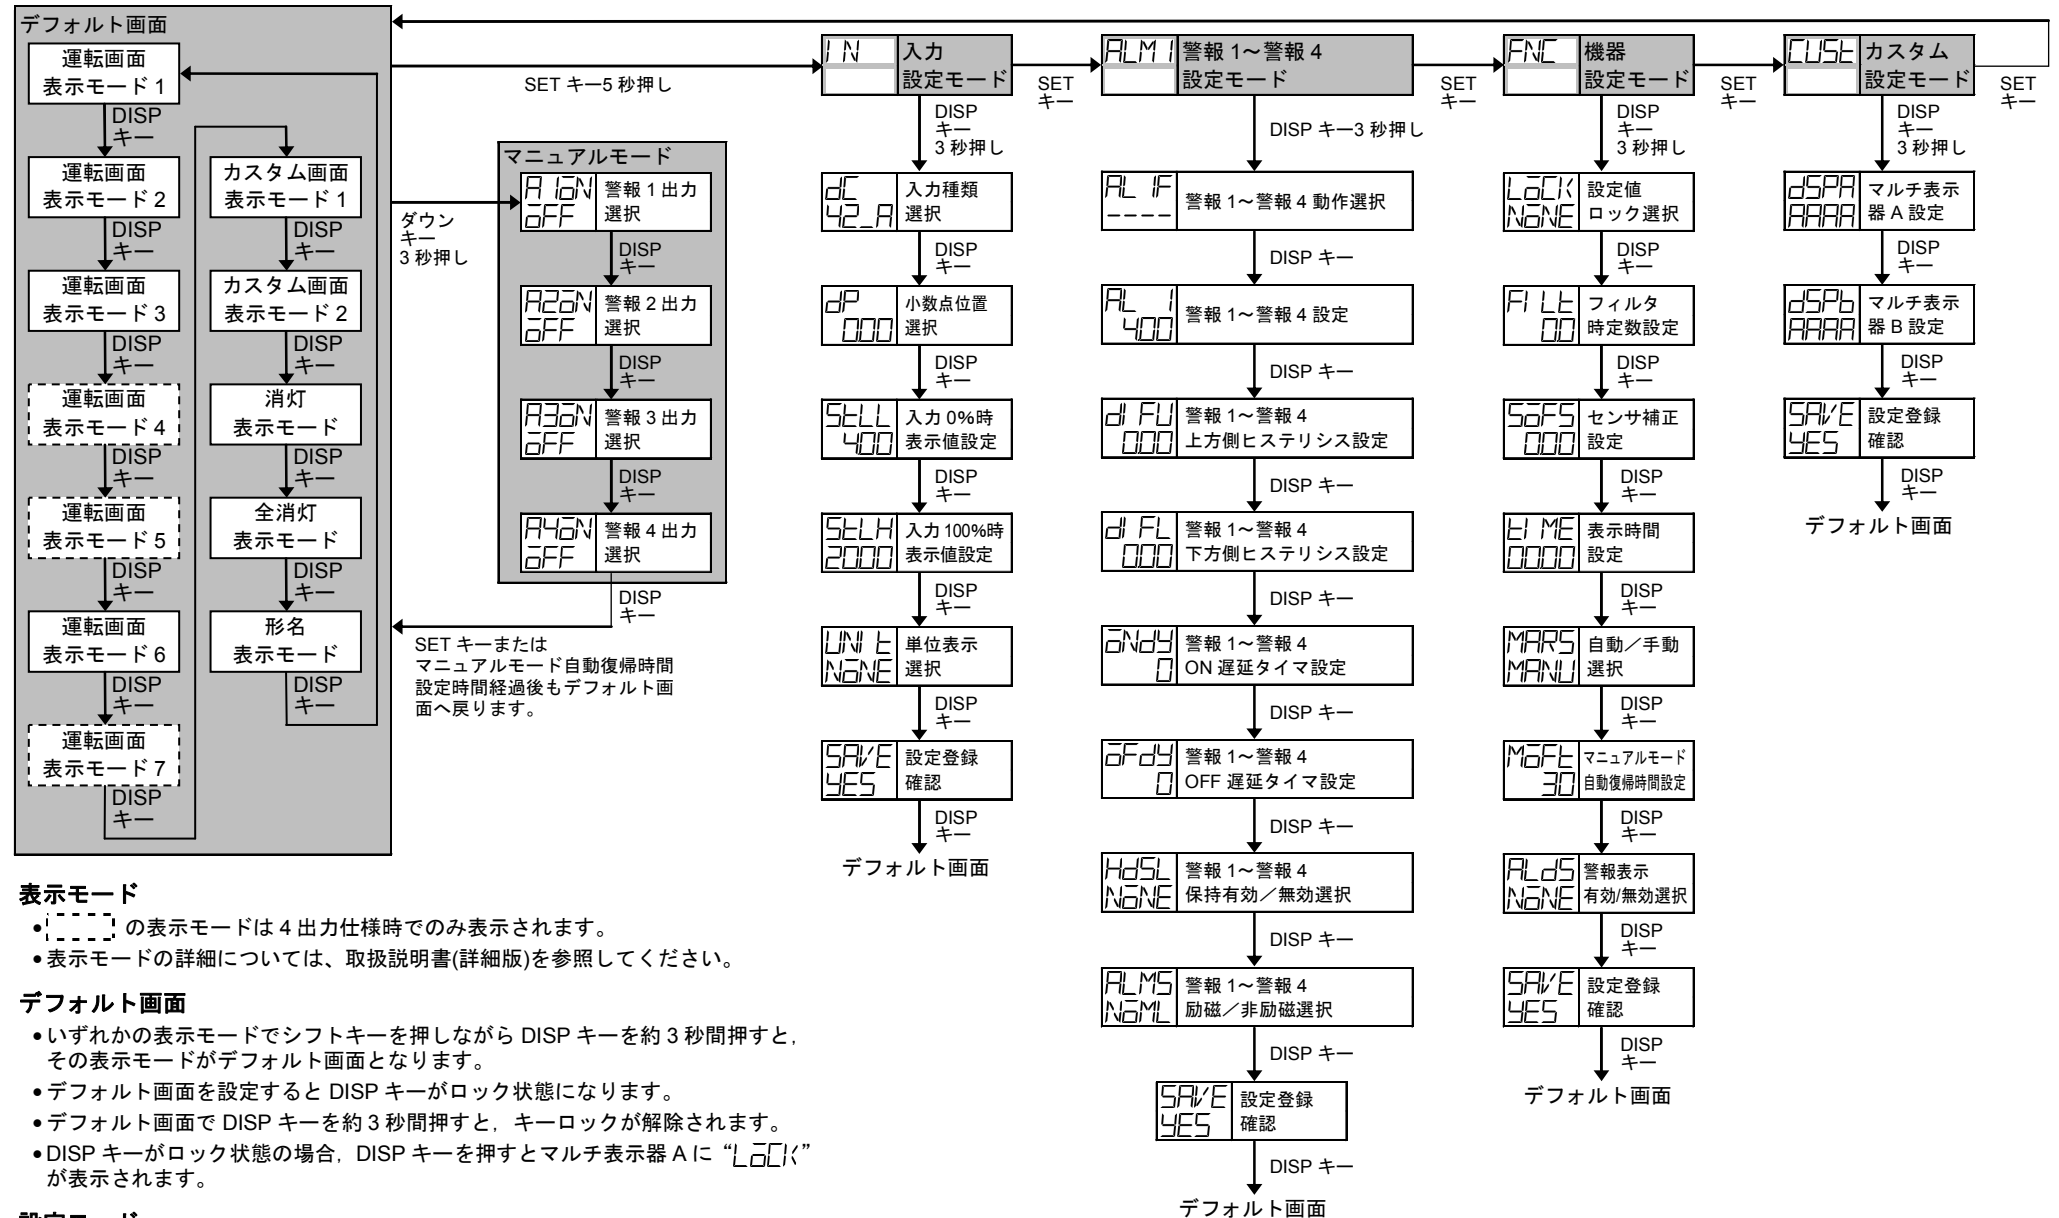 デフォルト画面
運転画面
表示モード 1
DISP
キー
運転画面
表示モード 2
DISP
キー
運転画面
表示モード 3
DISP
キー
運転画面
表示モード 4
DISP
キー
運転画面
表示モード 5
DISP
キー
運転画面
表示モード 6
DISP
キー
運転画面
表示モード 7
DISP
キー
カスタム画面
表示モード 1
DISP
キー
カスタム画面
表示モード 2
DISP
キー
消灯
表示モード
DISP
キー
全消灯
表示モード
DISP
キー
形名
表示モード
DISP
キー
SET キー5 秒押し
ダウン
キー
3 秒押し
マニュアルモード
A1oN 警報 1 出力
oFF 選択
DISP
キー
A2oN 警報 2 出力
oFF 選択
DISP
キー
A3oN 警報 3 出力
oFF 選択
DISP
キー
A4oN 警報 4 出力
oFF 選択
DISP
キー
SET キーまたは
マニュアルモード自動復帰時間
設定時間経過後もデフォルト画
面へ戻ります。
IN 入力
設定モード
SET
キー
DISP
キー
3 秒押し
dC 入力種類
42_A 選択
DISP
キー
dP 小数点位置
000 選択
DISP
キー
SFLL 入力 0%時
400 表示値設定
DISP
キー
SFLH 入力 100%時
2000 表示値設定
DISP
キー
UNIT 単位表示
NoNE 選択
DISP
キー
SAVE 設定登録
YES 確認
DISP
キー
デフォルト画面
ALM1 警報 1～警報 4
設定モード
SET
キー
DISP キー3 秒押し
AL1F 警報 1～警報 4 動作選択
----
DISP キー
AL 1 警報 1～警報 4 設定
400
DISP キー
dIFU 警報 1～警報 4
000 上方側ヒステリシス設定
DISP キー
dIFL 警報 1～警報 4
000 下方側ヒステリシス設定
DISP キー
oNdY 警報 1～警報 4
0 ON 遅延タイマ設定
DISP キー
oFdY 警報 1～警報 4
0 OFF 遅延タイマ設定
DISP キー
HdSL 警報 1～警報 4
NoNE 保持有効／無効選択
DISP キー
ALMS 警報 1～警報 4
NoML 励磁／非励磁選択
DISP キー
SAVE 設定登録
YES 確認
DISP キー
デフォルト画面
FNC 機器
設定モード
SET
キー
DISP
キー
3 秒押し
LoCK 設定値
NoNE ロック選択
DISP
キー
FILT フィルタ
00 時定数設定
DISP
キー
SoFS センサ補正
000 設定
DISP
キー
TIME 表示時間
0000 設定
DISP
キー
MARS 自動／手動
MANU 選択
DISP
キー
MoFT マニュアルモード
30 自動復帰時間設定
DISP
キー
ALdS 警報表示
NoNE 有効/無効選択
DISP
キー
SAVE 設定登録
YES 確認
DISP
キー
デフォルト画面
CUST カスタム
設定モード
SET
キー
DISP
キー
3 秒押し
dSPA マルチ表示
AAAA 器 A 設定
DISP
キー
dSPb マルチ表示
AAAA 器 B 設定
DISP
キー
SAVE 設定登録
YES 確認
DISP
キー
デフォルト画面
表示モード
• の表示モードは 4 出力仕様時でのみ表示されます。
• 表示モードの詳細については、取扱説明書(詳細版)を参照してください。
デフォルト画面
• いずれかの表示モードでシフトキーを押しながら DISP キーを約 3 秒間押すと,
その表示モードがデフォルト画面となります。
• デフォルト画面を設定すると DISP キーがロック状態になります。
• デフォルト画面で DISP キーを約 3 秒間押すと, キーロックが解除されます。
• DISP キーがロック状態の場合, DISP キーを押すとマルチ表示器 A に “LoCK”
が表示されます。